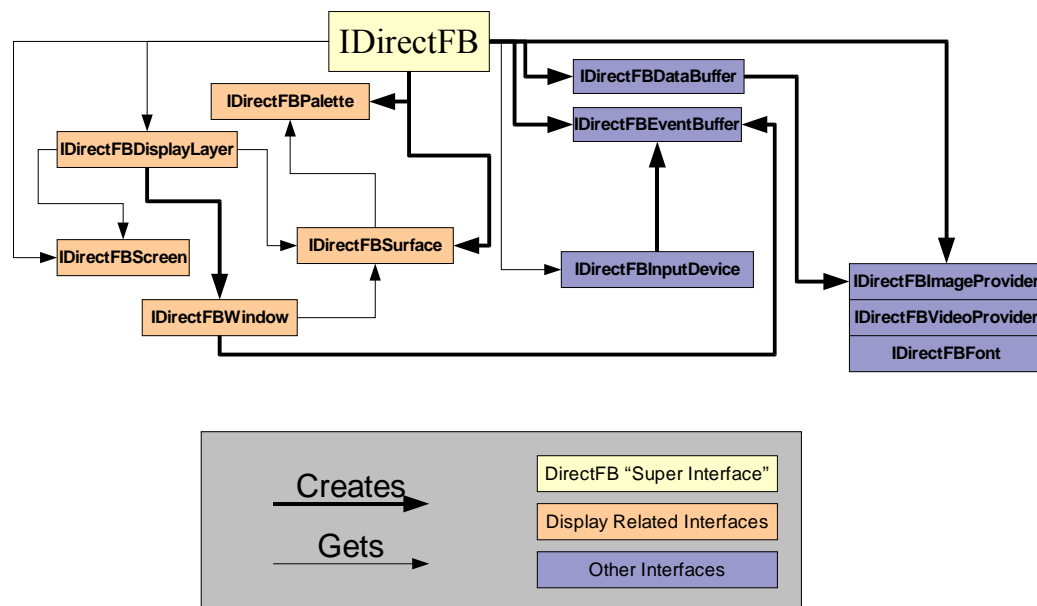 IDirectFB
IDirectFBDataBuffer
IDirectFBPalette
IDirectFBEventBuffer
IDirectFBDisplayLayer
IDirectFBSurface
IDirectFBScreen
IDirectFBInputDevice
IDirectFBImageProvider
IDirectFBWindow
IDirectFBVideoProvider
IDirectFBFont
Creates
Gets
DirectFB “Super Interface”
Display Related Interfaces
Other Interfaces